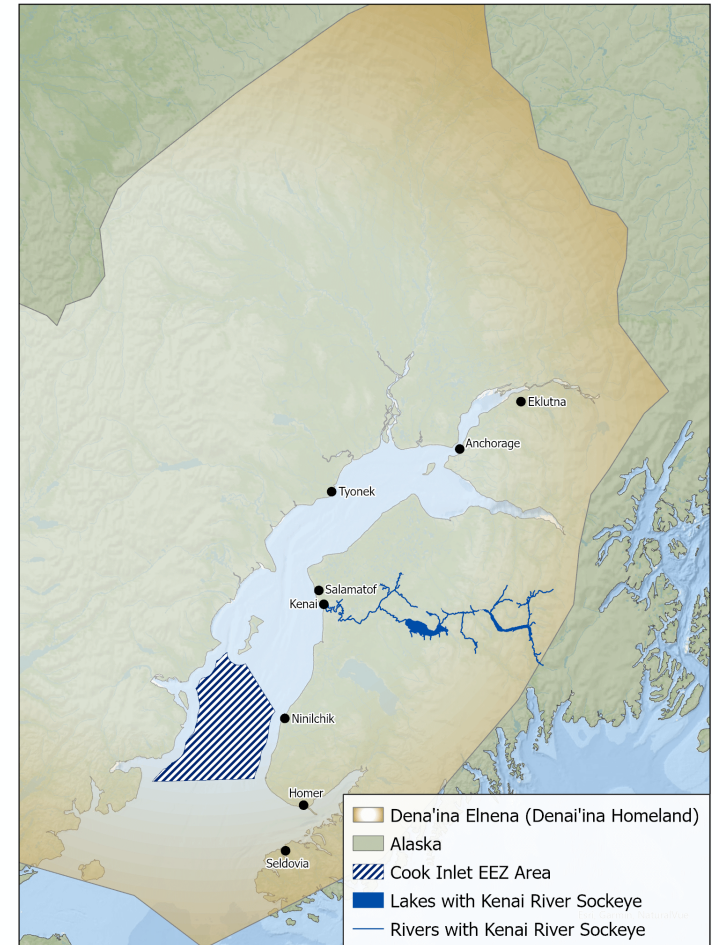 Eklutna
Anchorage
Tyonek
Salamatof
Kenai
Ninilchik
Homer
Seldovia
Dena'ina Elnena (Denai'ina Homeland)
Alaska
Cook Inlet EEZ Area
Lakes with Kenai River Sockeye
Rivers with Kenai River Sockeye